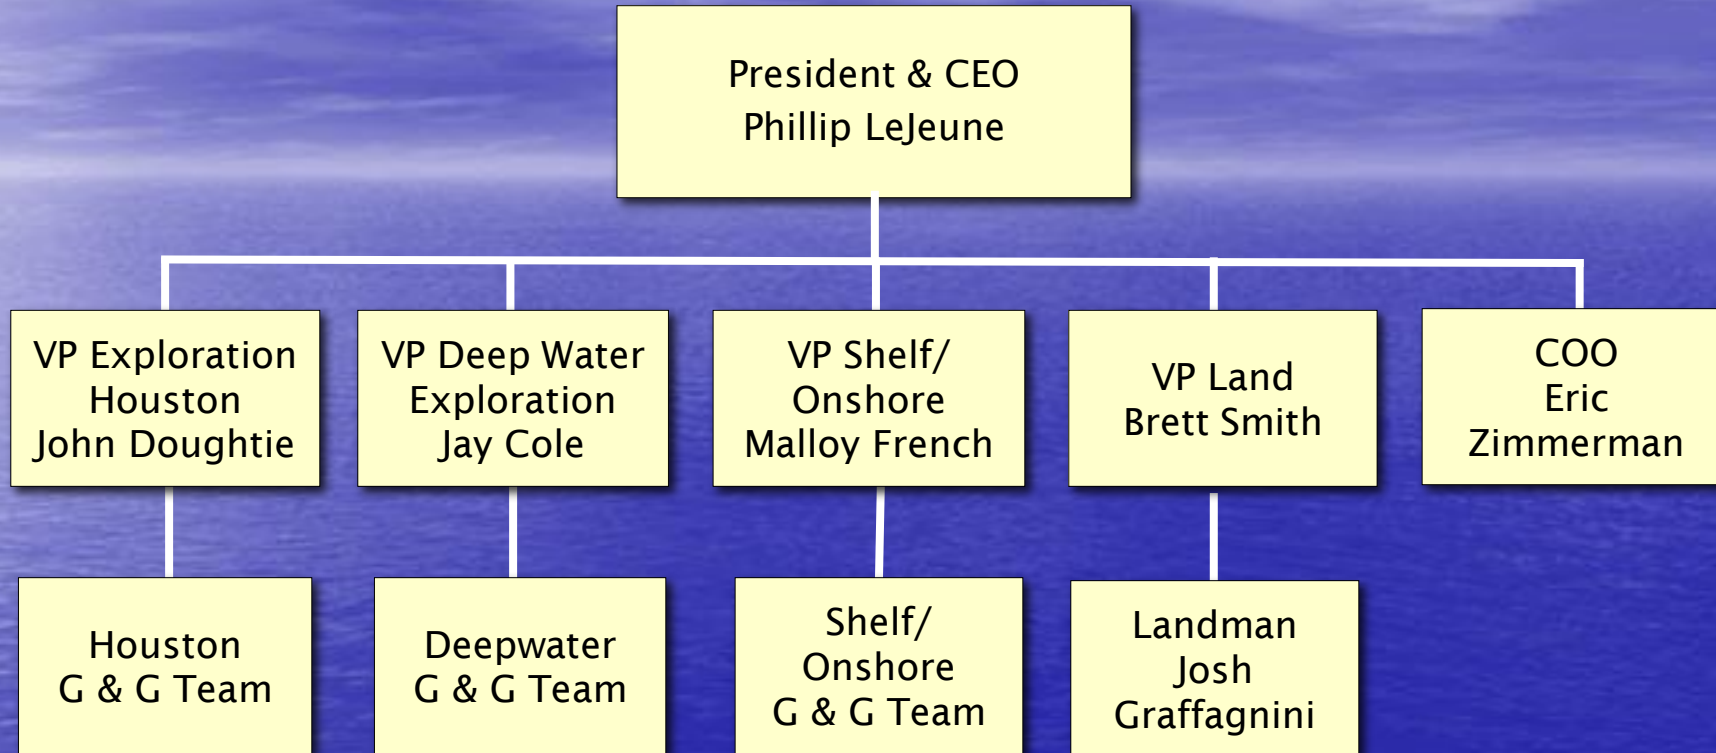 President & CEO
Phillip LeJeune
VP Exploration
Houston
John Doughtie
VP Deep Water
Exploration
Jay Cole
VP Shelf/
Onshore
Malloy French
VP Land
Brett Smith
COO
Eric
Zimmerman
Houston
G & G Team
Deepwater
G & G Team
Shelf/
Onshore
G & G Team
Landman
Josh
Graffagnini